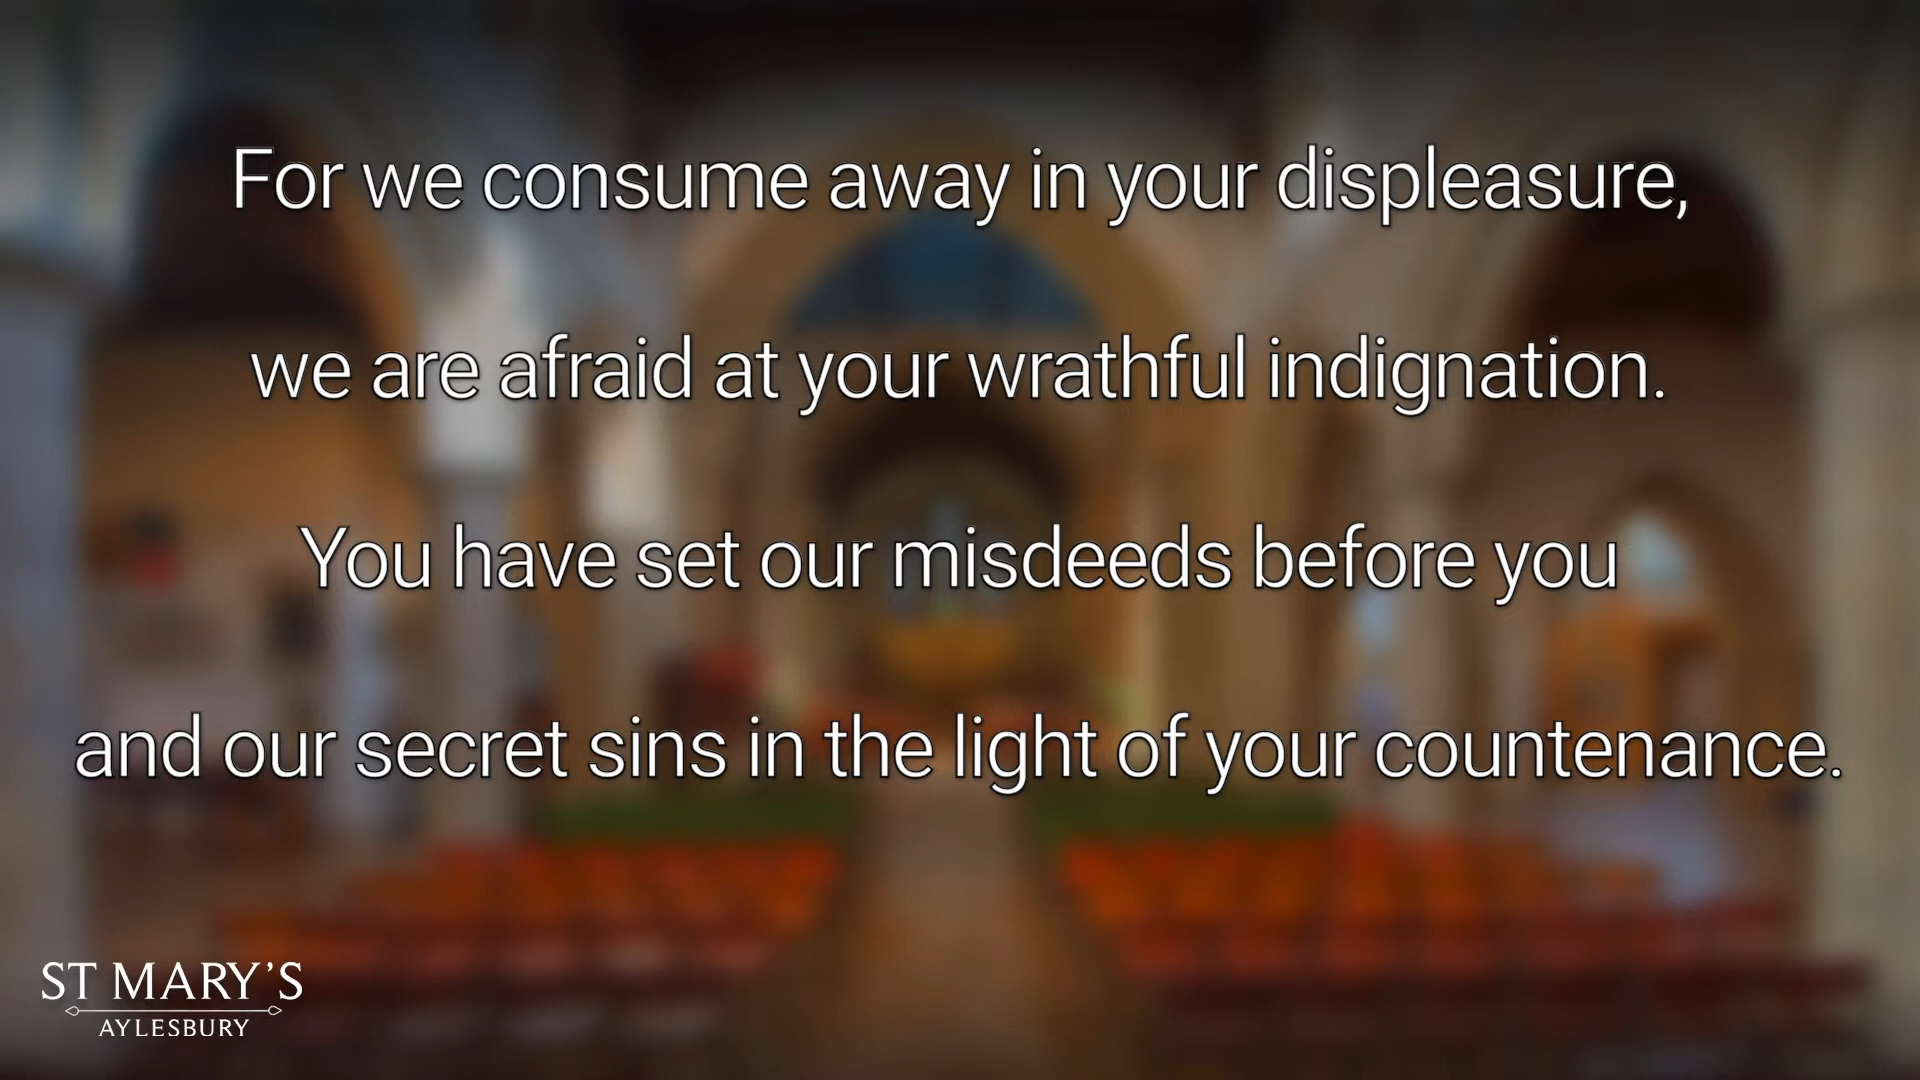 For we consume away in your displeasure,
we are afraid at your wrathful indignation.
You have set our misdeeds before you
and our secret sins in the light of your countenance.
ST MARY'S
AYLESBURY